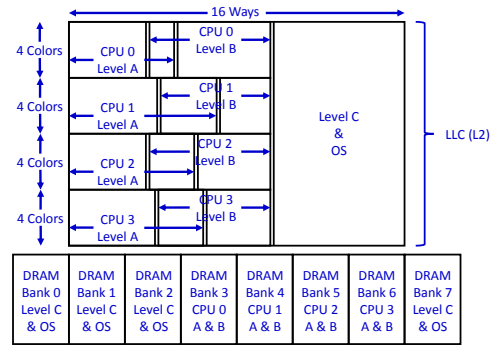 16 Ways
4 Colors
CPU 0
Level A
CPU 0
Level B
4 Colors
CPU 1
Level A
CPU 1
Level B
4 Colors
CPU 2
Level A
CPU 2
Level B
4 Colors
CPU 3
Level A
CPU 3
Level B
Level C
&
OS
LLC (L2)
DRAM
Bank 0
Level C
& OS
DRAM
Bank 1
Level C
& OS
DRAM
Bank 2
Level C
& OS
DRAM
Bank 3
CPU 0
A & B
DRAM
Bank 4
CPU 1
A & B
DRAM
Bank 5
CPU 2
A & B
DRAM
Bank 6
CPU 3
A & B
DRAM
Bank 7
Level C
& OS